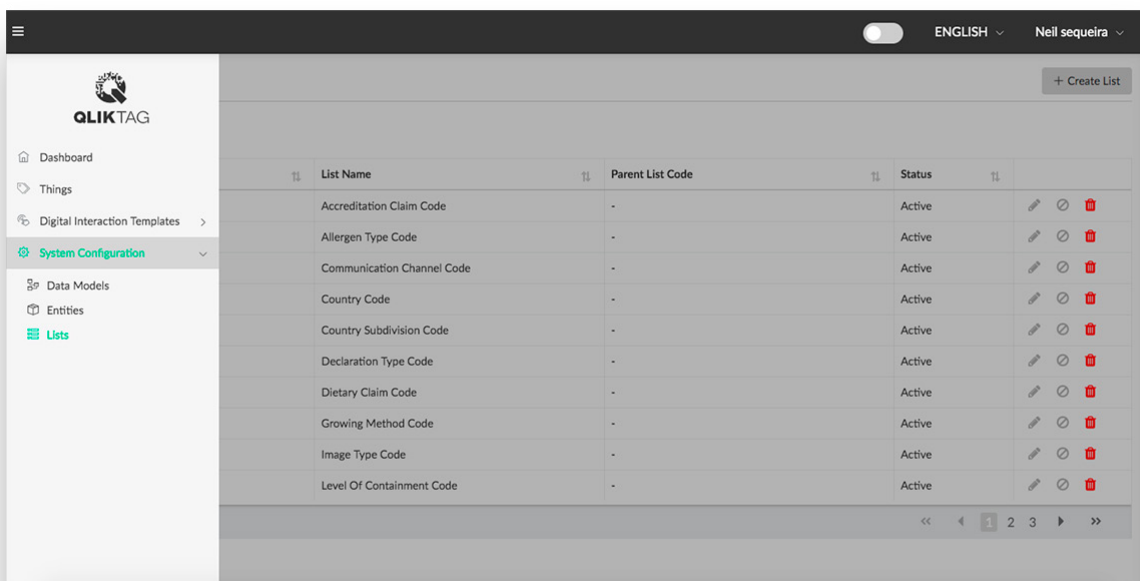 ENGLISH Neil sequeira
QLIKTAG
+ Create List
Dashboard
Things
Digital Interaction Templates
System Configuration
Data Models
Entities
Lists
List Name Parent List Code Status
Accreditation Claim Code - Active
Allergen Type Code - Active
Communication Channel Code - Active
Country Code - Active
Country Subdivision Code - Active
Declaration Type Code - Active
Dietary Claim Code - Active
Growing Method Code - Active
Image Type Code - Active
Level Of Containment Code - Active
1 2 3